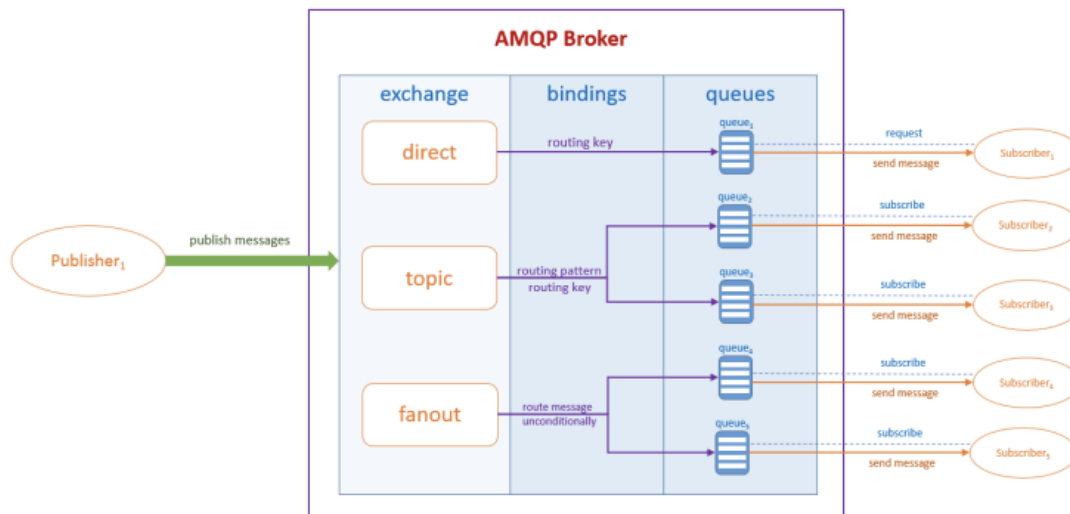 AMQP Broker
exchange
bindings
queues
direct
routing key
queue₁
request
send message
Subscriber₁
queue₂
subscribe
send message
Subscriber₂
Publisher₁
publish messages
topic
routing pattern
routing key
queue₃
subscribe
send message
Subscriber₃
queue₄
subscribe
send message
Subscriber₄
fanout
route message
unconditionally
queue₅
subscribe
send message
Subscriber₅